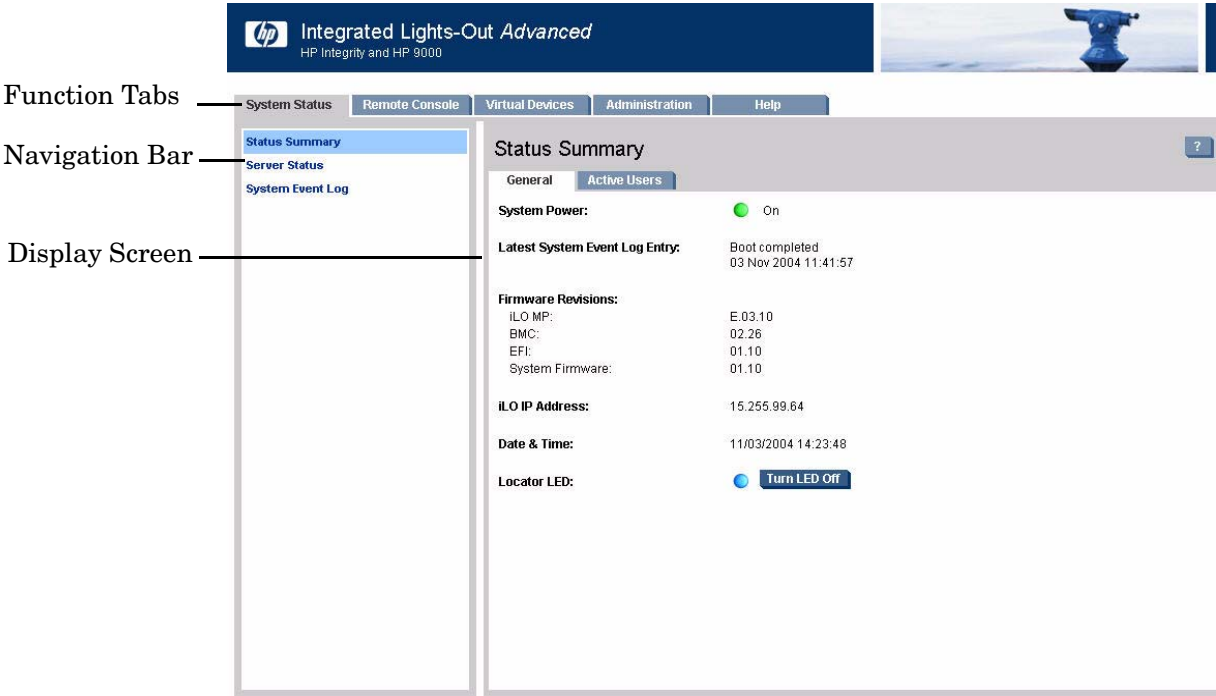 hp
Integrated Lights-Out Advanced
HP Integrity and HP 9000
Function Tabs
System Status
Remote Console
Virtual Devices
Administration
Help
Navigation Bar
Status Summary
Server Status
System Event Log
Display Screen
Status Summary
?
General
Active Users
System Power: On
Latest System Event Log Entry: Boot completed
03 Nov 2004 11:41:57
Firmware Revisions:
iLO MP: E.03.10
BMC: 02.26
EFI: 01.10
System Firmware: 01.10
iLO IP Address: 15.255.99.64
Date & Time: 11/03/2004 14:23:48
Locator LED: Turn LED Off